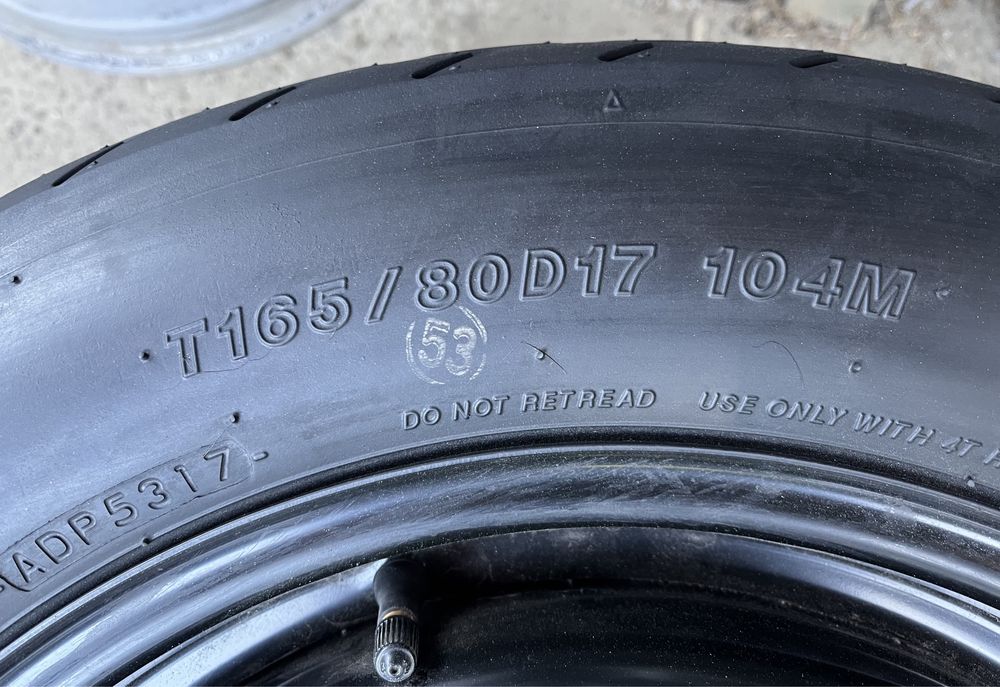 T165/80D17 104M
53
DO NOT RETREAD USE ONLY WITH 4T
ADP5317